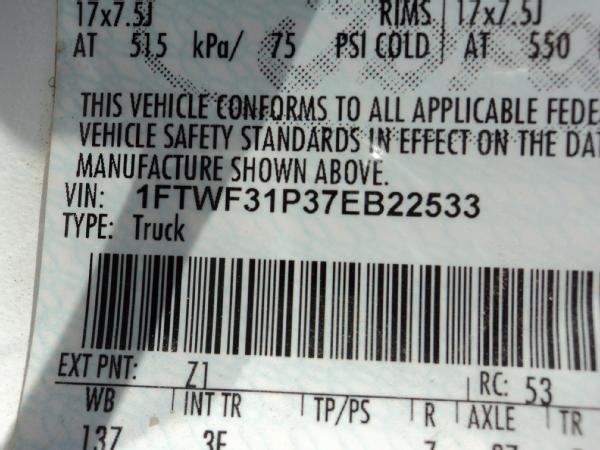 17x7.5J RIMS 17x7.5J
AT 515 kPa/ 75 PSI COLD AT 550
THIS VEHICLE CONFORMS TO ALL APPLICABLE FEDE
VEHICLE SAFETY STANDARDS IN EFFECT ON THE DAT
MANUFACTURE SHOWN ABOVE.
VIN: 1FTWF31P37EB22533
TYPE: Truck
EXT PNT: Z1 RC: 53
WB INT TR TP/PS R AXLE TR
137 3E